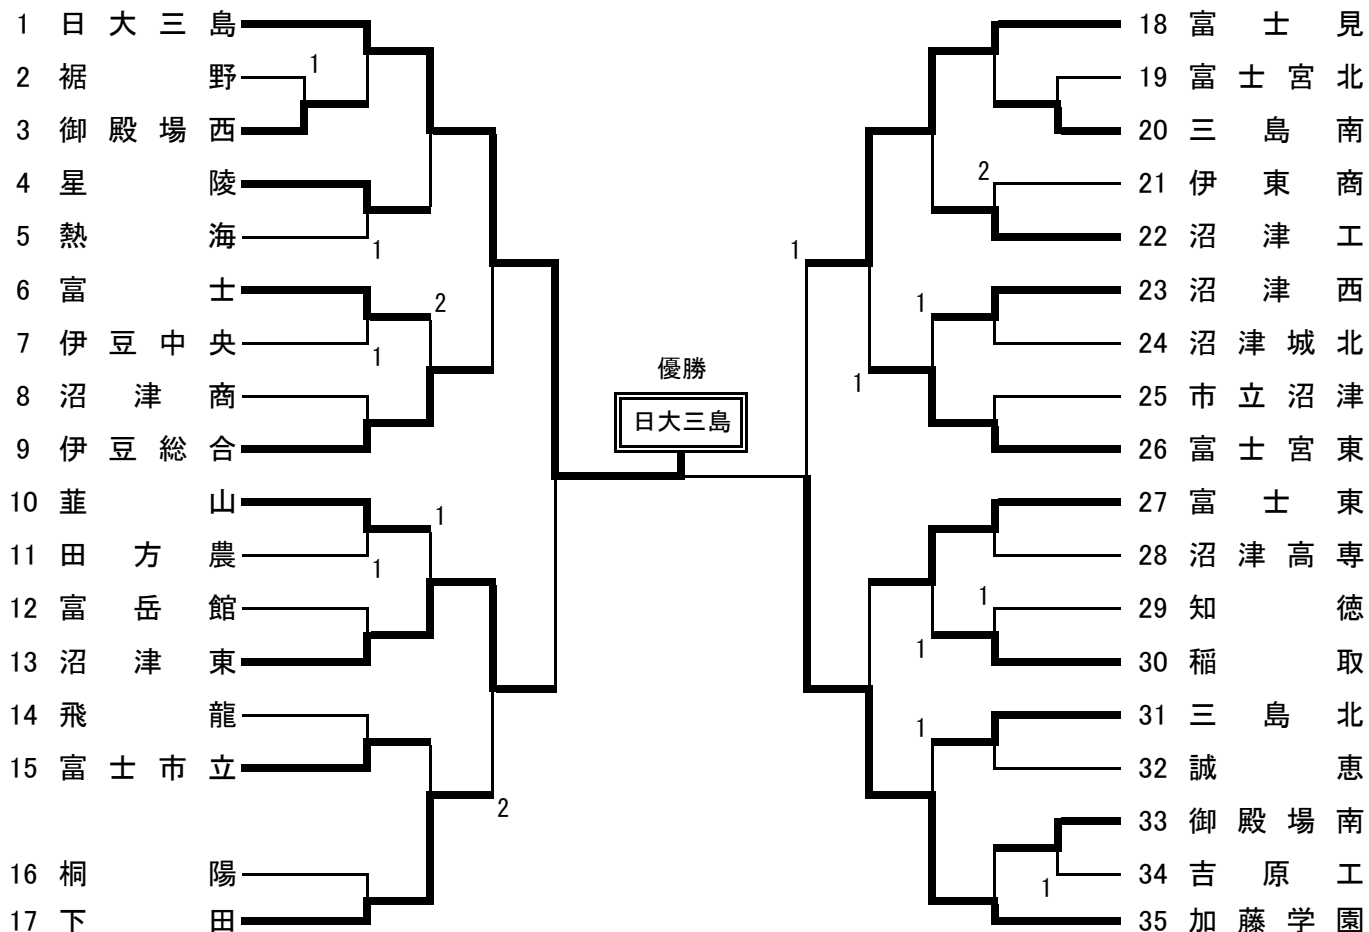 1 日大三島
2 裾野
3 御殿場西
4 星陵
5 熱海
6 富士
7 伊豆中央
8 沼津商
9 伊豆総合
10 韮山
11 田方農
12 富岳館
13 沼津東
14 飛龍
15 富士市立
16 桐陽
17 下田
1
1
2
1
1
1
2
優勝
日大三島
1
2
1
1
1
1
1
1
18 富士見
19 富士宮北
20 三島南
21 伊東商
22 沼津工
23 沼津西
24 沼津城北
25 市立沼津
26 富士宮東
27 富士東
28 沼津高専
29 知徳
30 稲取
31 三島北
32 誠恵
33 御殿場南
34 吉原工
35 加藤学園